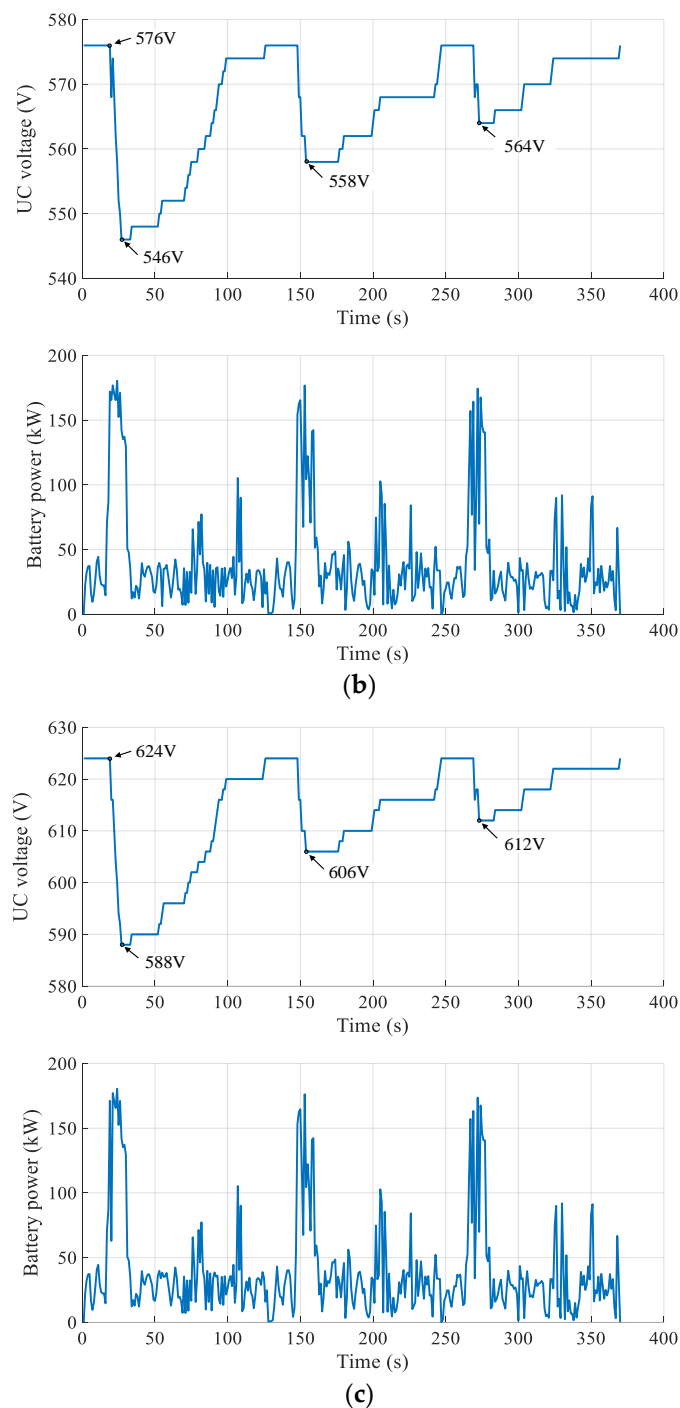 580
576V
570
UC voltage (V)
560
564V
558V
550
546V
540
0 50 100 150 200 250 300 350 400
Time (s)
200
150
Battery power (kW)
100
50
0
0 50 100 150 200 250 300 350 400
Time (s)
(b)
630
624V
620
UC voltage (V)
610
612V
606V
600
590
588V
580
0 50 100 150 200 250 300 350 400
Time (s)
200
150
Battery power (kW)
100
50
0
0 50 100 150 200 250 300 350 400
Time (s)
(c)